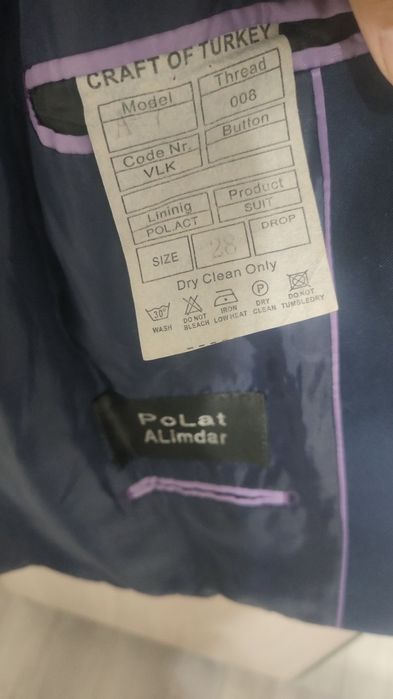 CRAFT OF TURKEY
Model
Thread
008
Code Nr.
Button
VLK
Lininig
Product
POL.ACT
SUIT
SIZE
28
DROP
Dry Clean Only
30°
P
WASH
DO NOT
BLEACH
IRON
LOW HEAT
DRY
CLEAN
DO NOT
TUMBLEDRY
PoLat
ALimdar